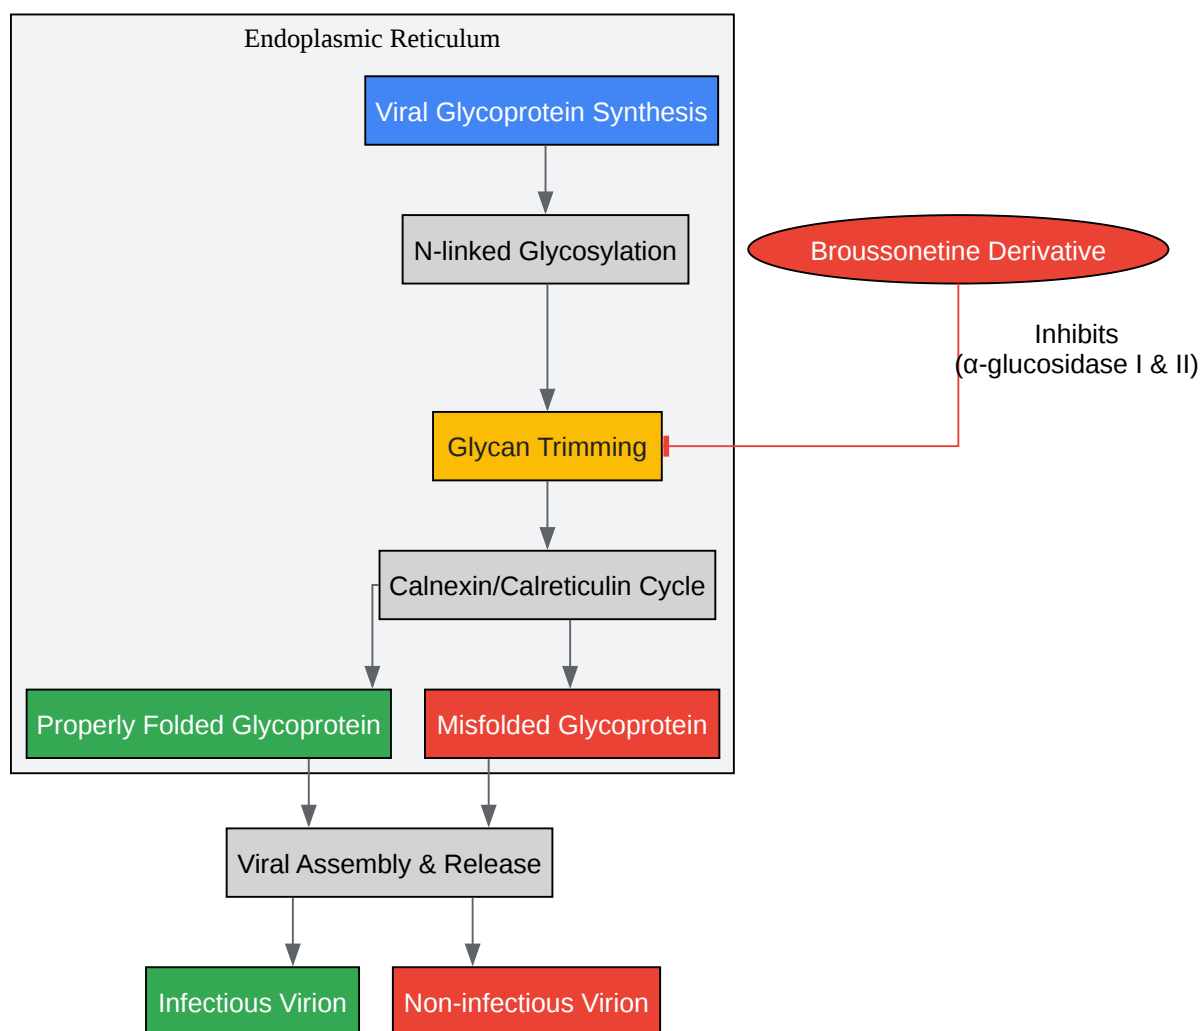 Endoplasmic Reticulum
Viral Glycoprotein Synthesis
N-linked Glycosylation
Broussonetine Derivative
Inhibits
(α-glucosidase I & II)
Glycan Trimming
Calnexin/Calreticulin Cycle
Properly Folded Glycoprotein
Misfolded Glycoprotein
Viral Assembly & Release
Infectious Virion
Non-infectious Virion